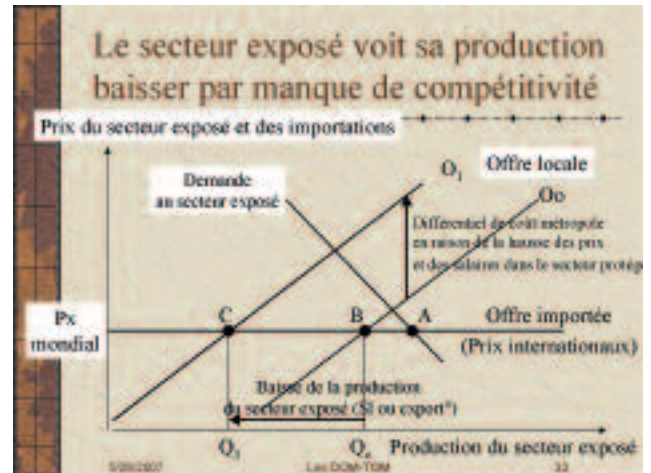 Le secteur exposé voit sa production
baisser par manque de compétitivité
Prix du secteur exposé et des importations
O₁
Offre locale
Demande
au secteur exposé
Oo
Différentiel de coût métropole
en raison de la hausse des prix
et des salaires dans le secteur protégé
Px
mondial
C
B
A
Offre importée
(Prix internationaux)
Baisse de la production
du secteur exposé (SI ou export°)
Q₁
Qₒ
Production du secteur exposé
Les DOM-TOM